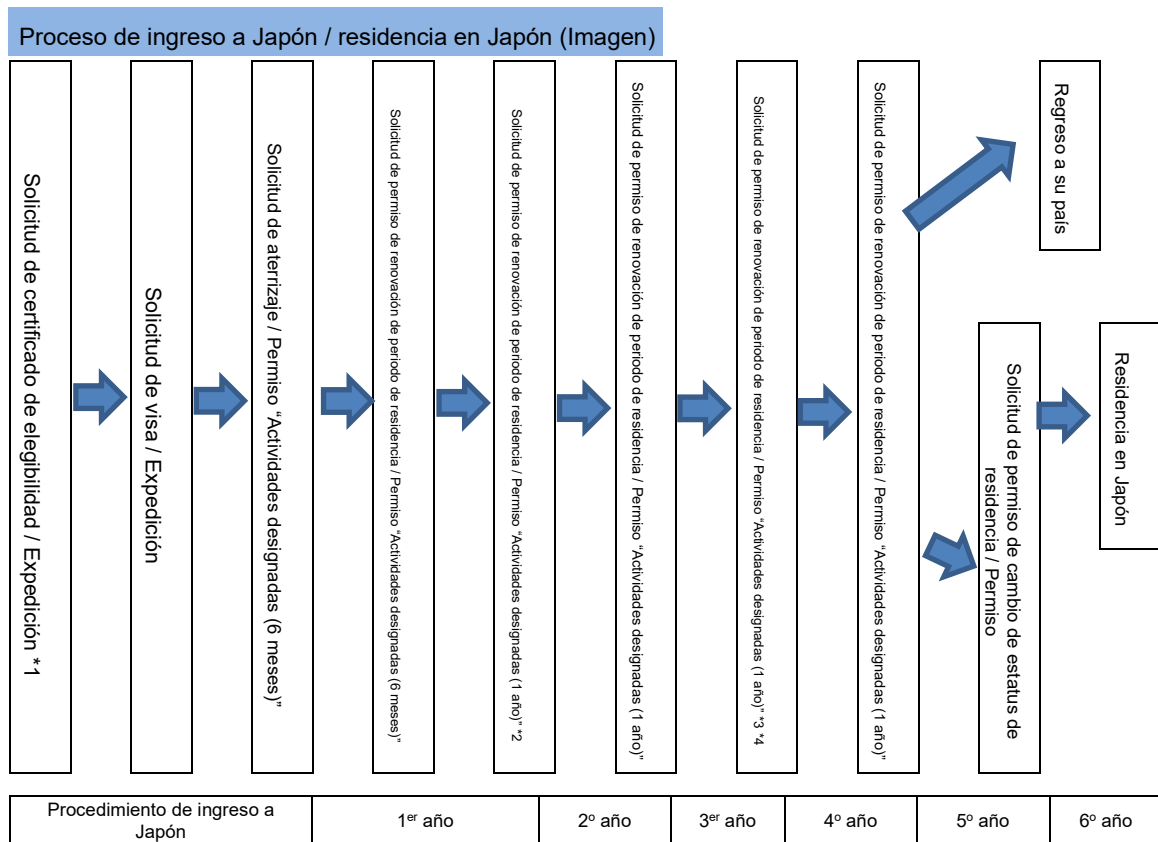 Proceso de ingreso a Japón / residencia en Japón (Imagen)
Solicitud de certificado de elegibilidad / Expedición *1
Solicitud de visa / Expedición
Solicitud de aterrizaje / Permiso “Actividades designadas (6 meses)”
Solicitud de permiso de renovación de periodo de residencia / Permiso “Actividades designadas (6 meses)”
Solicitud de permiso de renovación de periodo de residencia / Permiso “Actividades designadas (1 año)” *2
Solicitud de permiso de renovación de periodo de residencia / Permiso “Actividades designadas (1 año)”
Solicitud de permiso de renovación de periodo de residencia / Permiso “Actividades designadas (1 año)” *3 *4
Solicitud de permiso de renovación de periodo de residencia / Permiso “Actividades designadas (1 año)”
Regreso a su país
Solicitud de permiso de cambio de estatus de
residencia / Permiso
Residencia en Japón
Procedimiento de ingreso a
Japón
1er año
2º año
3er año
4º año
5º año
6º año